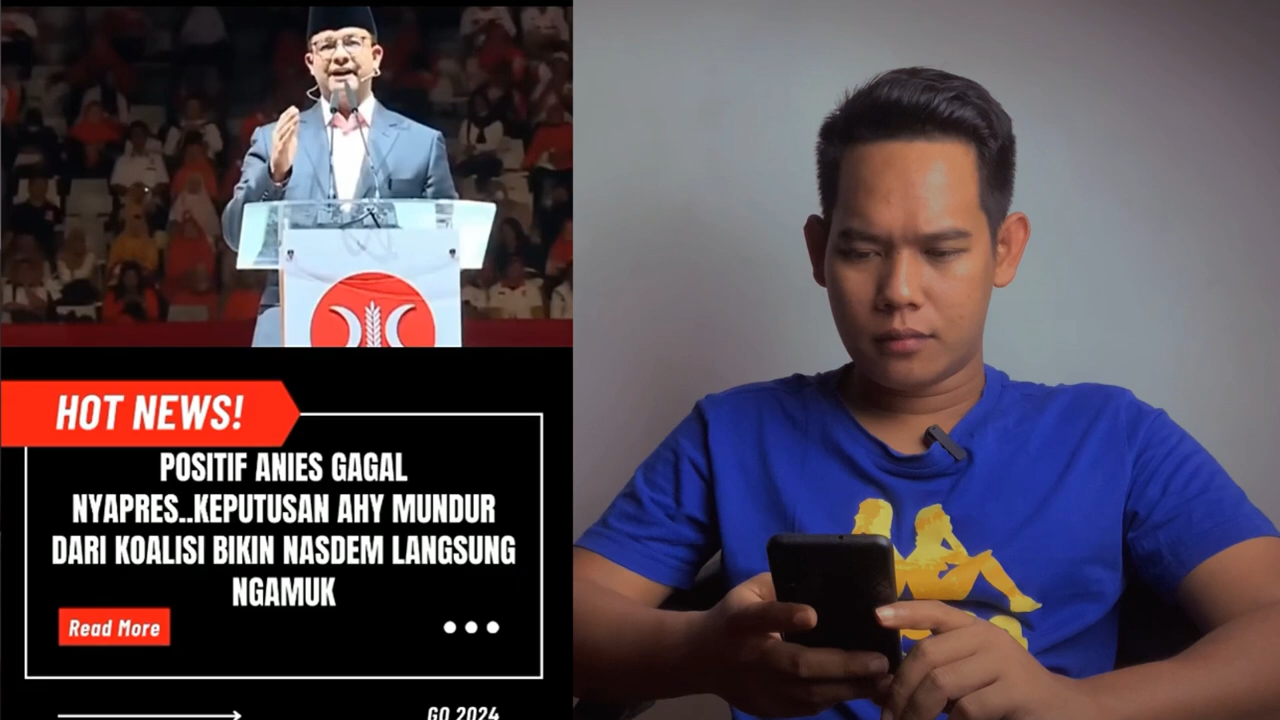 HOT NEWS!
POSITIF ANIES GAGAL
NYAPRES..KEPUTUSAN AHY MUNDUR
DARI KOALISI BIKIN NASDEM LANGSUNG
NGAMUK
Read More
GO 2024